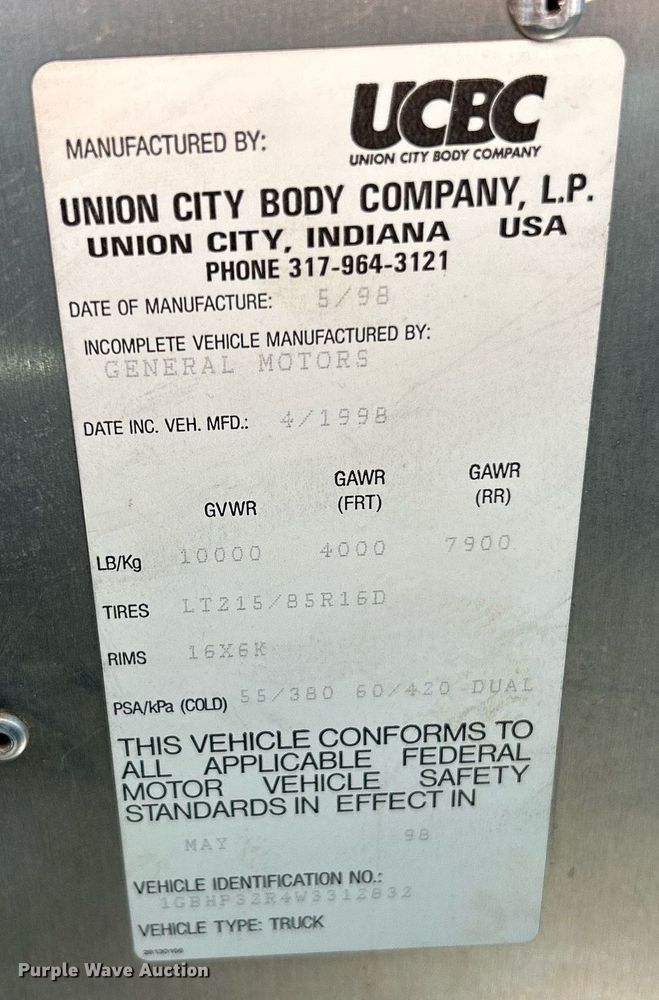 MANUFACTURED BY:
UCBC
UNION CITY BODY COMPANY
UNION CITY BODY COMPANY, L.P.
UNION CITY, INDIANA USA
PHONE 317-964-3121
DATE OF MANUFACTURE: 5/98
INCOMPLETE VEHICLE MANUFACTURED BY:
GENERAL MOTORS
DATE INC. VEH. MFD.: 4/1998
GVWR GAWR (FRT) GAWR (RR)
LB/Kg 10000 4000 7900
TIRES LT215/85R16D
RIMS 16X6K
PSA/kPa (COLD) 55/380 60/420 DUAL
THIS VEHICLE CONFORMS TO
ALL APPLICABLE FEDERAL
MOTOR VEHICLE SAFETY
STANDARDS IN EFFECT IN
MAY 98
VEHICLE IDENTIFICATION NO.:
1GBHP32R4W3312832
VEHICLE TYPE: TRUCK
Purple Wave Auction